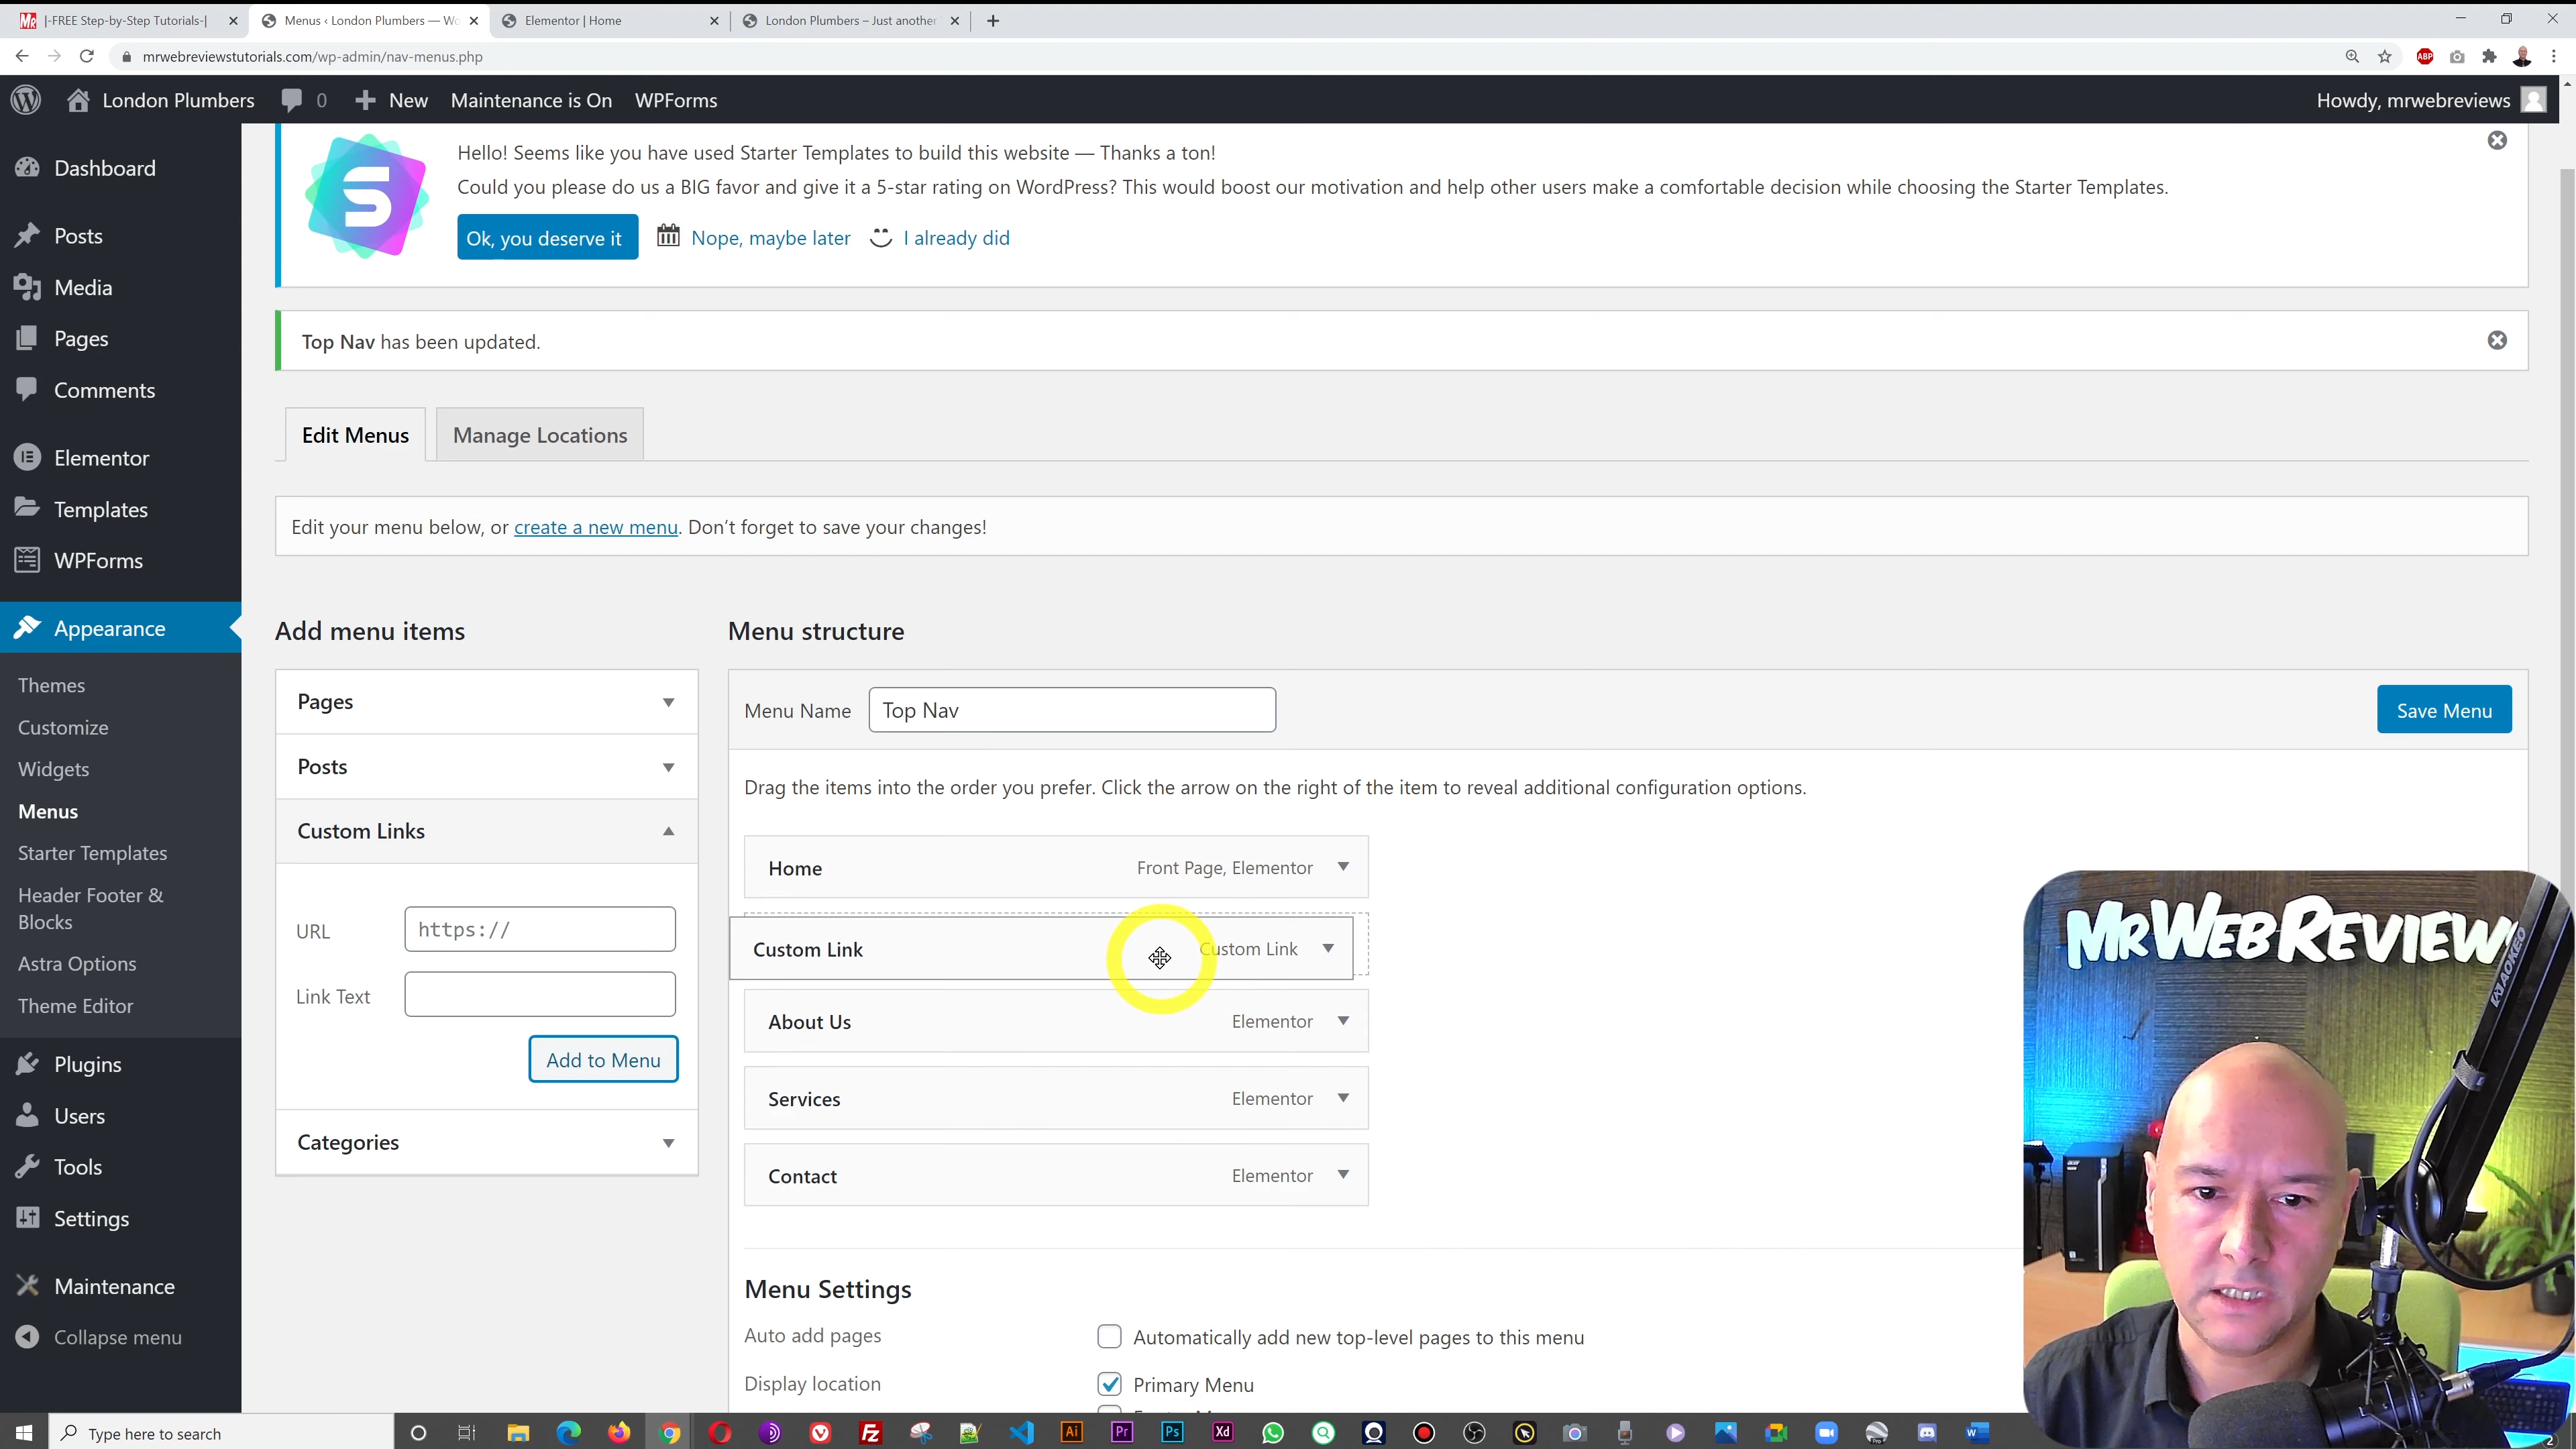 |-FREE Step-by-Step Tutorials-|
Menus ‹ London Plumbers — Wo
Elementor | Home
London Plumbers – Just another
mrwebreviewstutorials.com/wp-admin/nav-menus.php
ABP
London Plumbers
0
New
Maintenance is On
WPForms
Howdy, mrwebreviews
Dashboard
Posts
Media
Pages
Comments
Elementor
Templates
WPForms
Appearance
Themes
Customize
Widgets
Menus
Starter Templates
Header Footer &
Blocks
Astra Options
Theme Editor
Plugins
Users
Tools
Settings
Maintenance
Collapse menu
Hello! Seems like you have used Starter Templates to build this website — Thanks a ton!
Could you please do us a BIG favor and give it a 5-star rating on WordPress? This would boost our motivation and help other users make a comfortable decision while choosing the Starter Templates.
Ok, you deserve it
Nope, maybe later
I already did
Top Nav has been updated.
Edit Menus
Manage Locations
Edit your menu below, or create a new menu. Don’t forget to save your changes!
Add menu items
Pages
Posts
Custom Links
URL
https://
Link Text
Add to Menu
Categories
Menu structure
Menu Name
Top Nav
Save Menu
Drag the items into the order you prefer. Click the arrow on the right of the item to reveal additional configuration options.
Home
Front Page, Elementor
Custom Link
Custom Link
About Us
Elementor
Services
Elementor
Contact
Elementor
Menu Settings
Auto add pages
Automatically add new top-level pages to this menu
Display location
Primary Menu
MRWEBREVIEW
MAONO
Type here to search
Fz
Ai
Pr
Ps
Xd
W
2